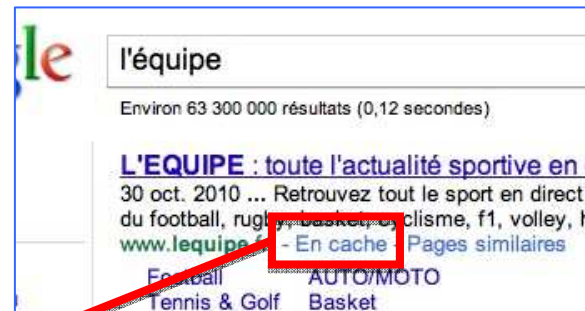 le
l'équipe
Environ 63 300 000 résultats (0,12 secondes)
L'EQUIPE : toute l'actualité sportive en
30 oct. 2010 ... Retrouvez tout le sport en direct
du football, rugby, basket, cyclisme, f1, volley,
www.lequipe.f - En cache - Pages similaires
Football AUTO/MOTO
Tennis & Golf Basket